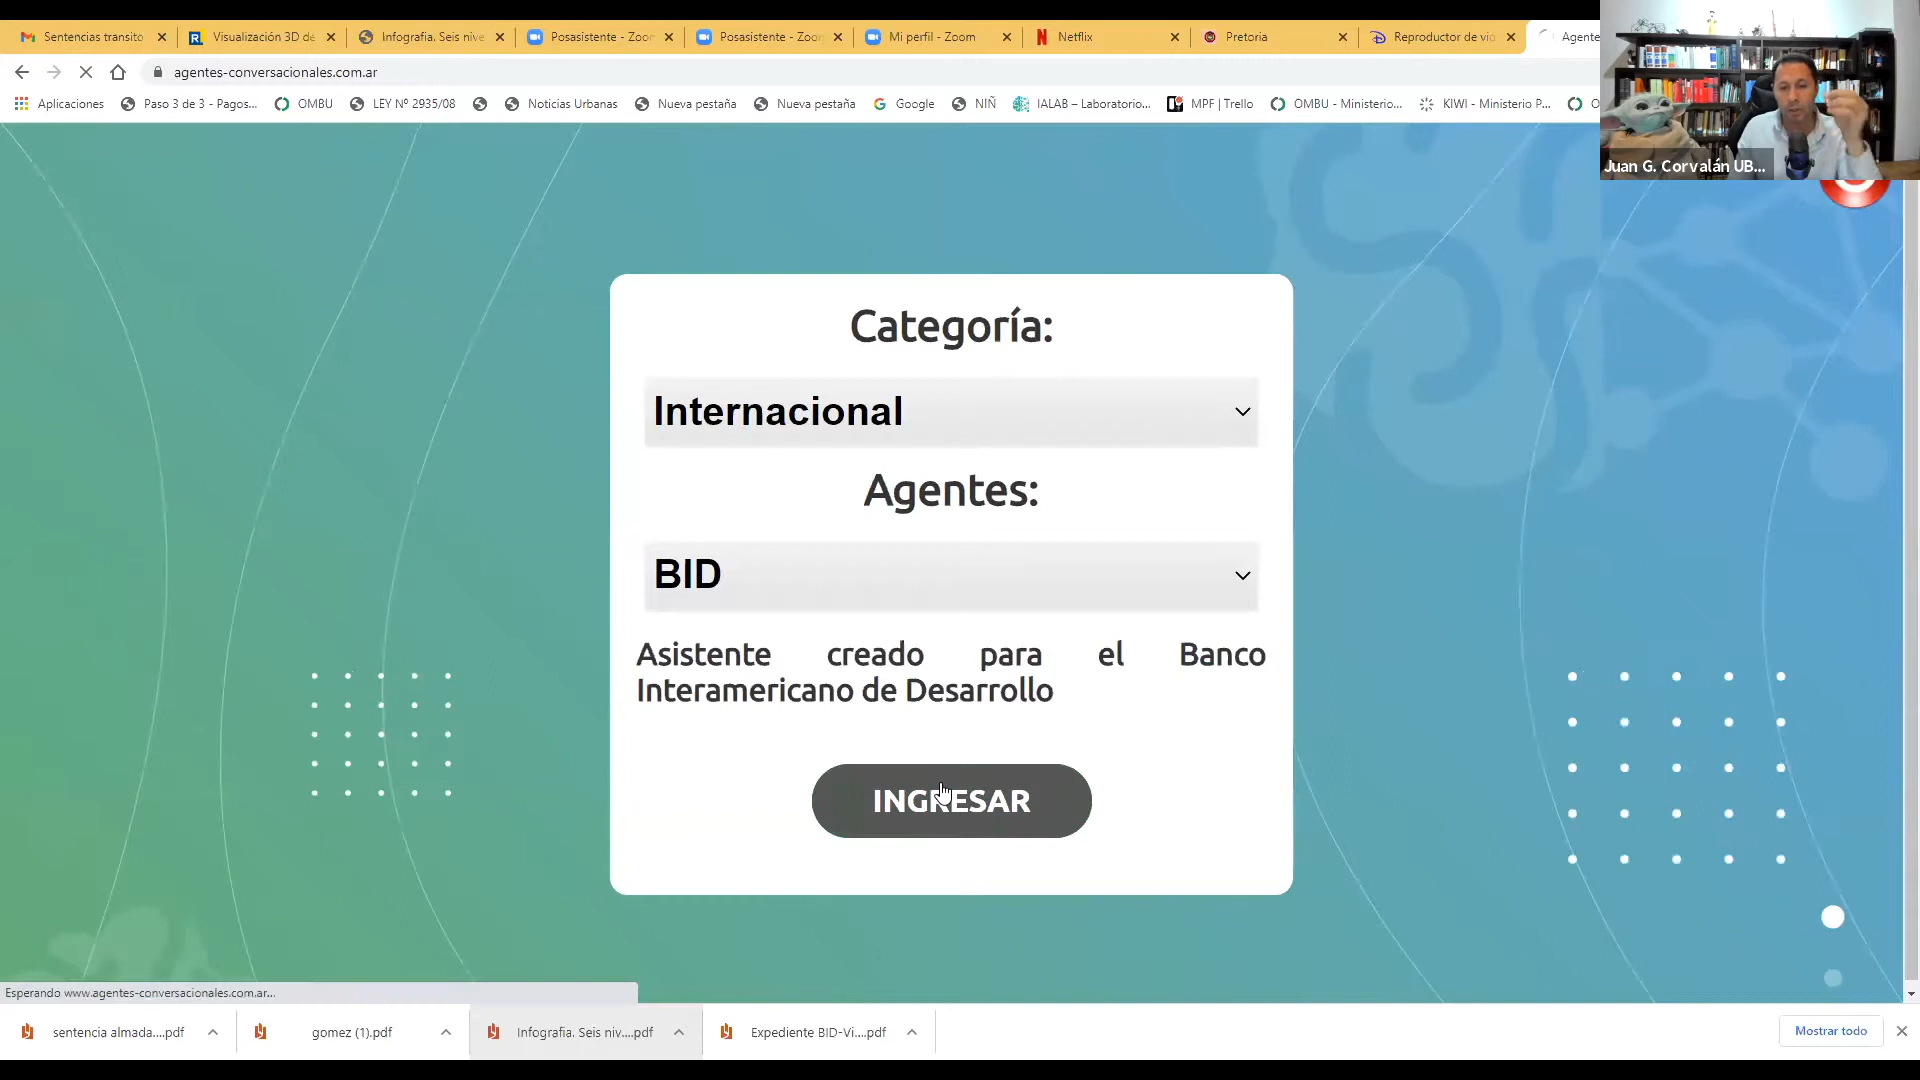 Sentencias transito
Visualización 3D de
Infografia. Seis nive
Posasistente - Zoom
Posasistente - Zoom
Mi perfil - Zoom
Netflix
Pretoria
Reproductor de vid
Agente
agentes-conversacionales.com.ar
Aplicaciones
Paso 3 de 3 - Pagos...
OMBU
LEY Nº 2935/08
Noticias Urbanas
Nueva pestaña
Nueva pestaña
Google
NIÑ
IALAB – Laboratorio...
MPF | Trello
OMBU - Ministerio...
KIWI - Ministerio P...
O
Juan G. Corvalán UB...
Categoría:
Internacional
Agentes:
BID
Asistente creado para el Banco
Interamericano de Desarrollo
INGRESAR
Esperando www.agentes-conversacionales.com.ar...
sentencia almada....pdf
gomez (1).pdf
Infografia. Seis niv....pdf
Expediente BID-Vi....pdf
Mostrar todo